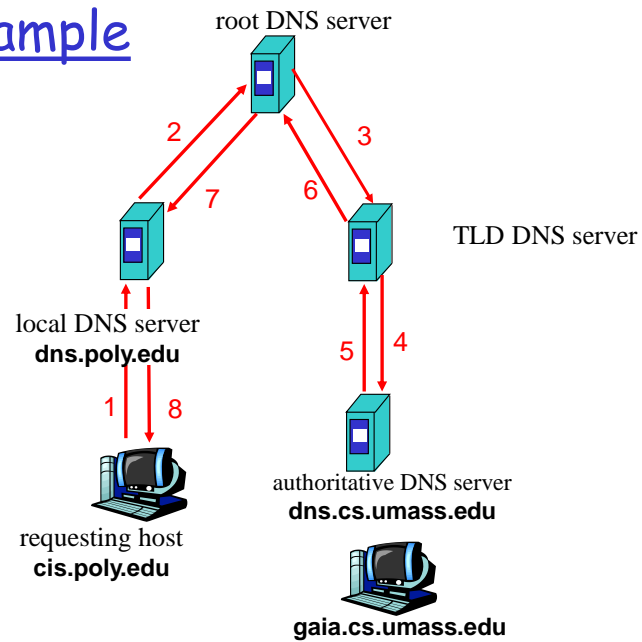 ample
root DNS server
2
3
7
6
TLD DNS server
local DNS server
dns.poly.edu
5
4
1
8
authoritative DNS server
dns.cs.umass.edu
requesting host
cis.poly.edu
gaia.cs.umass.edu